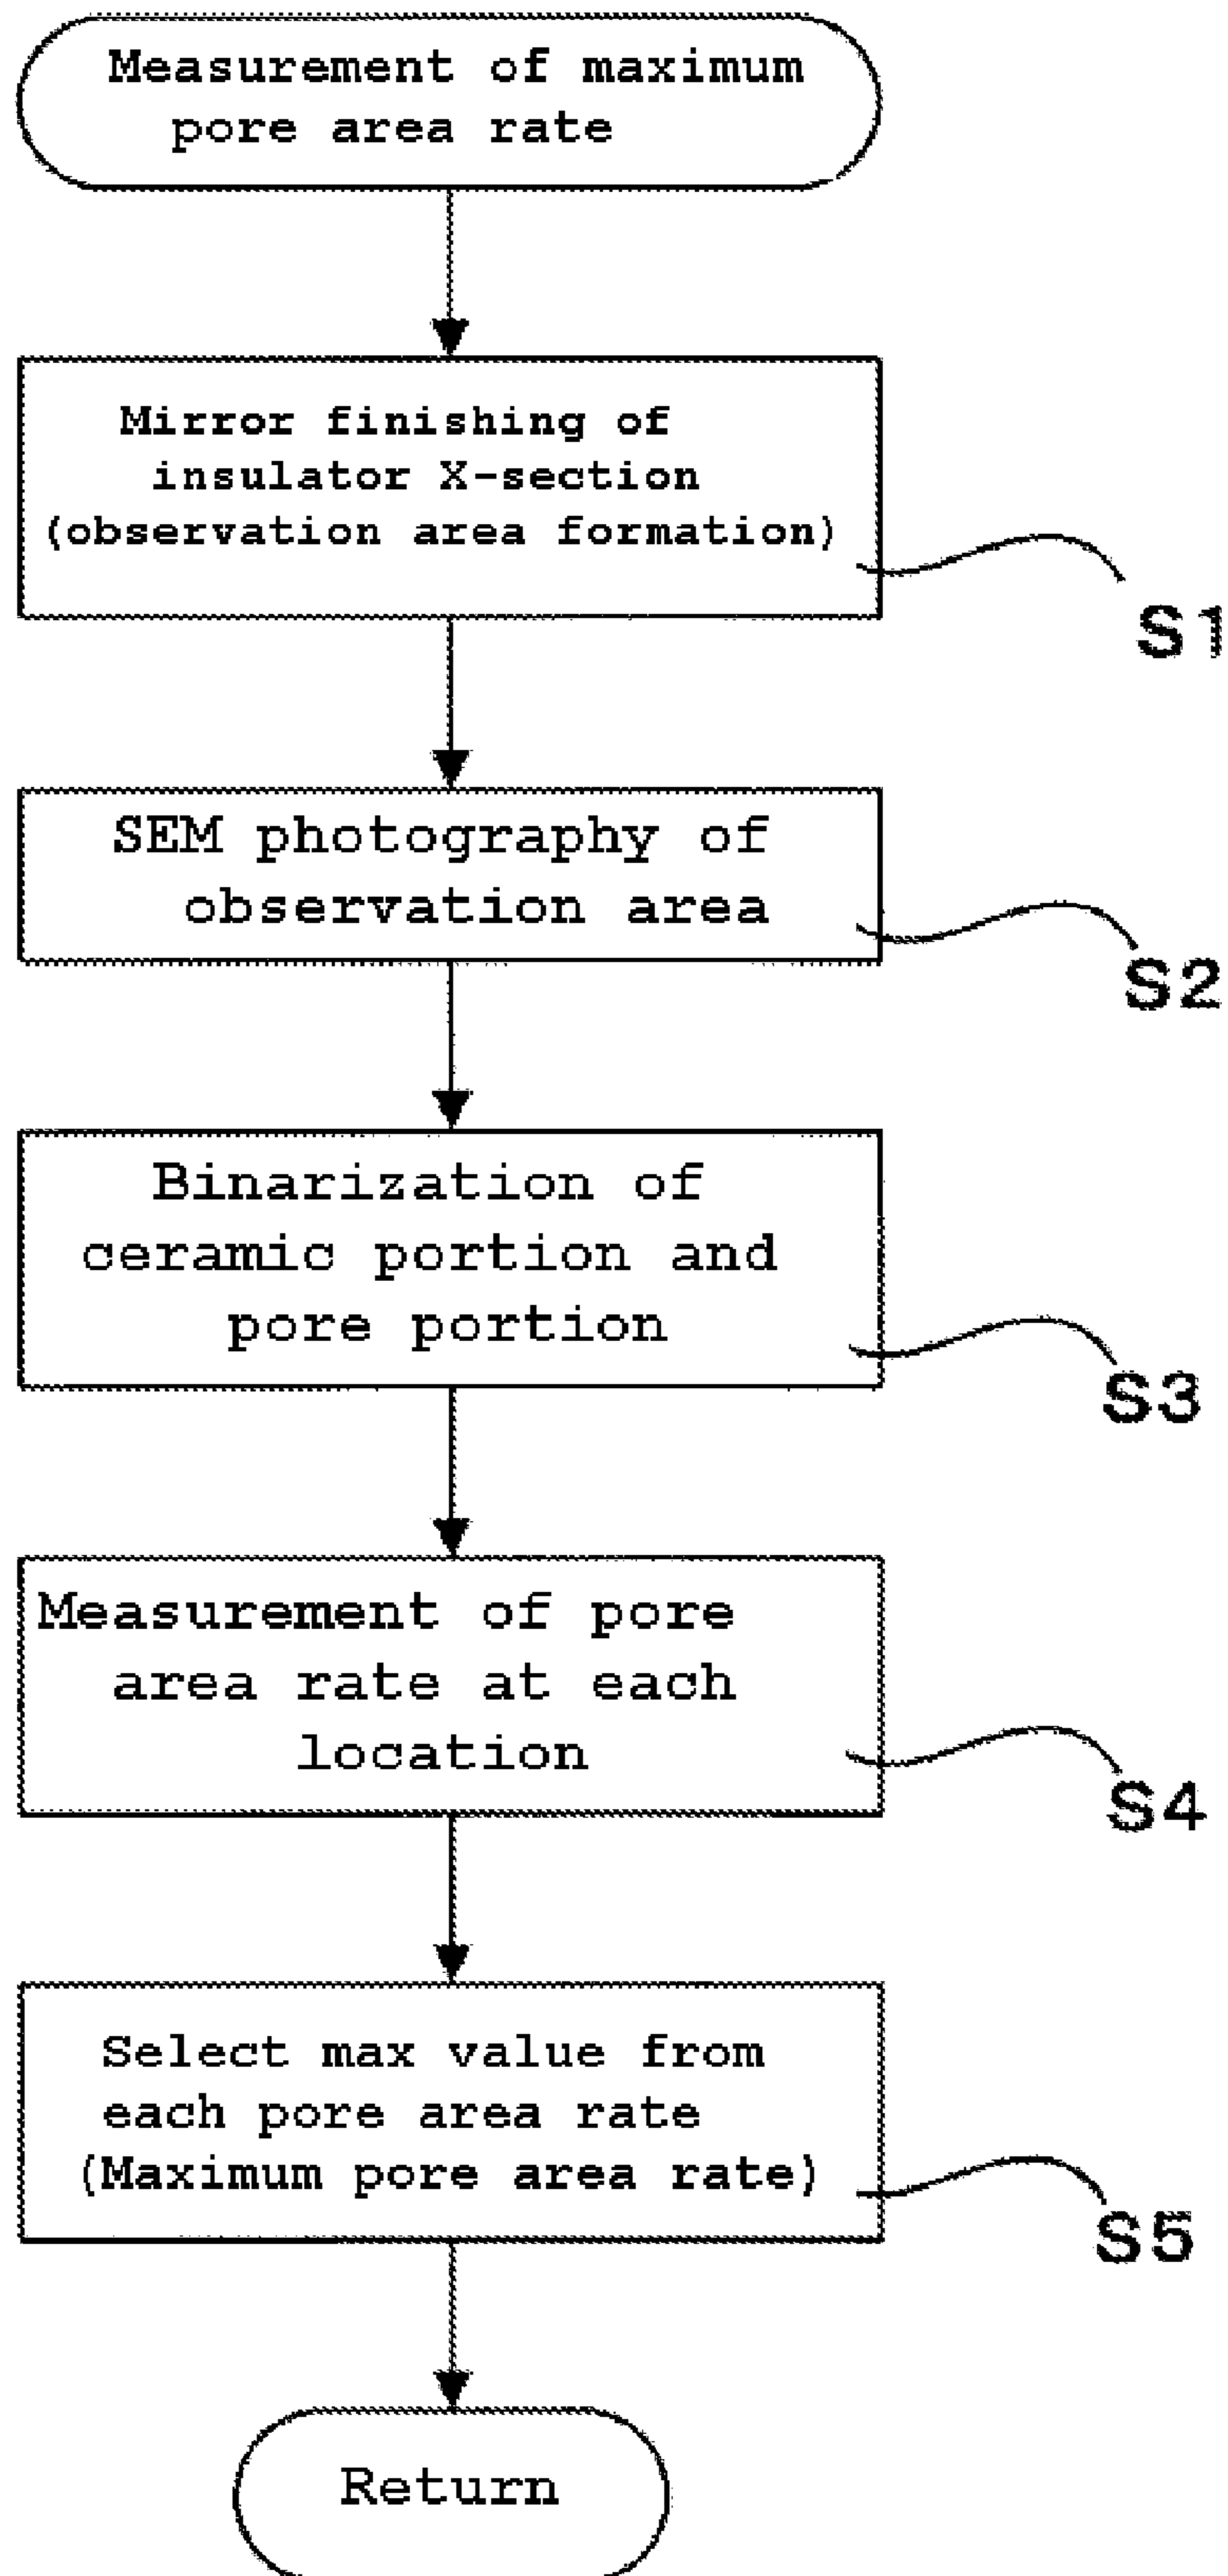 Measurement of maximum
pore area rate
Mirror finishing of
insulator X-section
(observation area formation)
S1
SEM photography of
observation area
S2
Binarization of
ceramic portion and
pore portion
S3
Measurement of pore
area rate at each
location
S4
Select max value from
each pore area rate
(Maximum pore area rate)
S5
Return